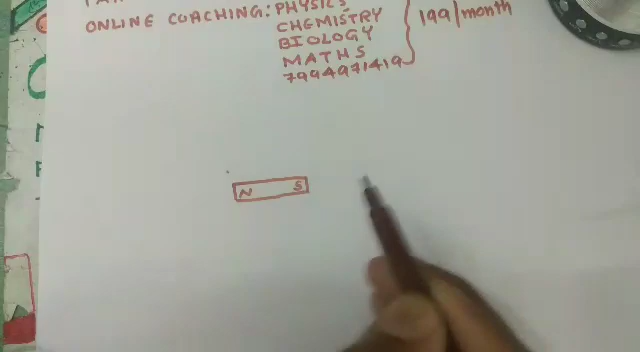 ONLINE COACHING: PHYSICS
CHEMISTRY
BIOLOGY
MATHS
7994971419
199/month
N S